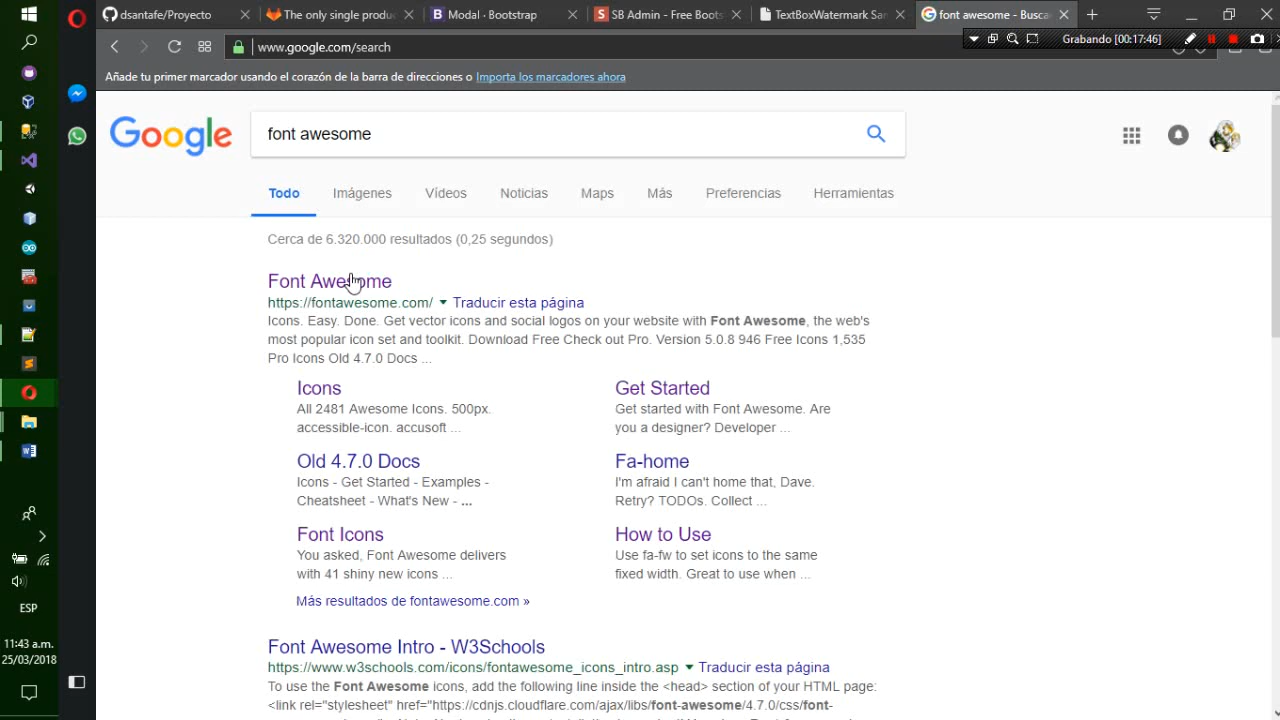 dsantafe/Proyecto
The only single produc
Modal · Bootstrap
SB Admin - Free Boots
TextBoxWatermark San
font awesome - Busca
www.google.com/search
Grabando [00:17:46]
Añade tu primer marcador usando el corazón de la barra de direcciones o Importa los marcadores ahora
Google
font awesome
Todo Imágenes Vídeos Noticias Maps Más Preferencias Herramientas
Cerca de 6.320.000 resultados (0,25 segundos)
Font Awesome
https://fontawesome.com/ Traducir esta página
Icons. Easy. Done. Get vector icons and social logos on your website with Font Awesome, the web's
most popular icon set and toolkit. Download Free Check out Pro. Version 5.0.8 946 Free Icons 1,535
Pro Icons Old 4.7.0 Docs ...
Icons
All 2481 Awesome Icons. 500px.
accessible-icon. accusoft ...
Get Started
Get started with Font Awesome. Are
you a designer? Developer ...
Old 4.7.0 Docs
Icons - Get Started - Examples -
Cheatsheet - What's New - ...
Fa-home
I'm afraid I can't home that, Dave.
Retry? TODOs. Collect ...
Font Icons
You asked, Font Awesome delivers
with 41 shiny new icons ...
How to Use
Use fa-fw to set icons to the same
fixed width. Great to use when ...
Más resultados de fontawesome.com »
Font Awesome Intro - W3Schools
https://www.w3schools.com/icons/fontawesome_icons_intro.asp Traducir esta página
To use the Font Awesome icons, add the following line inside the <head> section of your HTML page:
<link rel="stylesheet" href="https://cdnjs.cloudflare.com/ajax/libs/font-awesome/4.7.0/css/font-
ESP
11:43 a.m.
25/03/2018